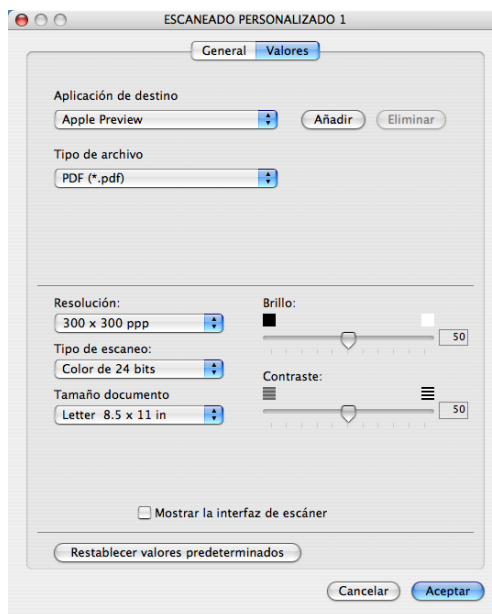 ESCANEADO PERSONALIZADO 1
General Valores
Aplicación de destino
Apple Preview Añadir Eliminar
Tipo de archivo
PDF (*.pdf)
Resolución: Brillo:
300 x 300 ppp 50
Tipo de escaneo:
Color de 24 bits Contraste:
Tamaño documento
Letter 8.5 x 11 in 50
Mostrar la interfaz de escáner
Restablecer valores predeterminados
Cancelar Aceptar